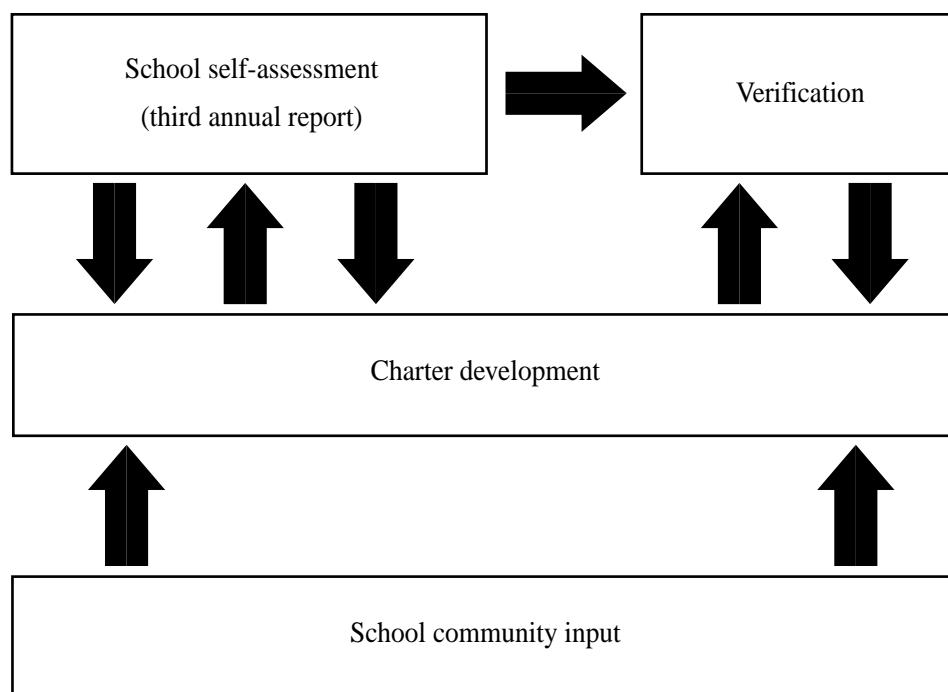 School self-assessment
(third annual report)
Verification
Charter development
School community input